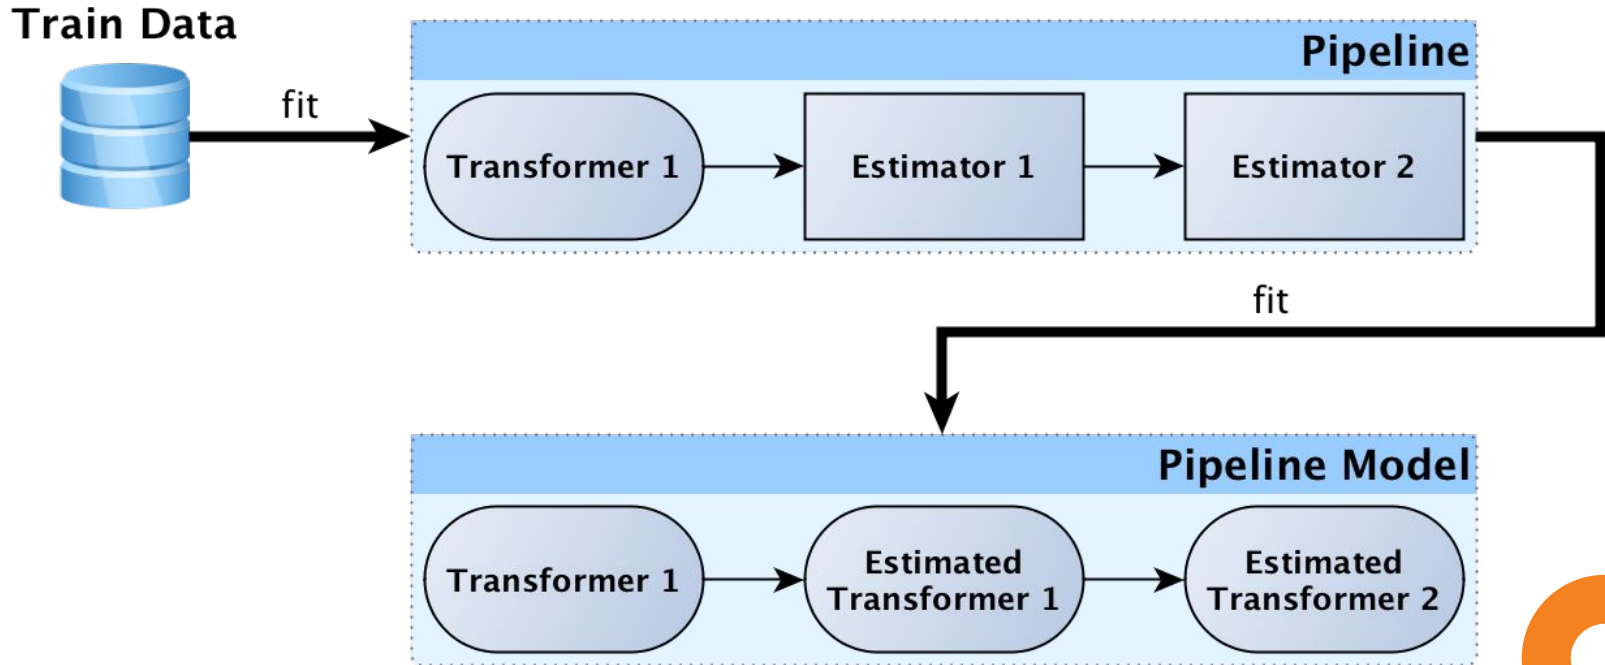 Train Data
fit
Pipeline
Transformer 1
Estimator 1
Estimator 2
fit
Pipeline Model
Transformer 1
Estimated
Transformer 1
Estimated
Transformer 2